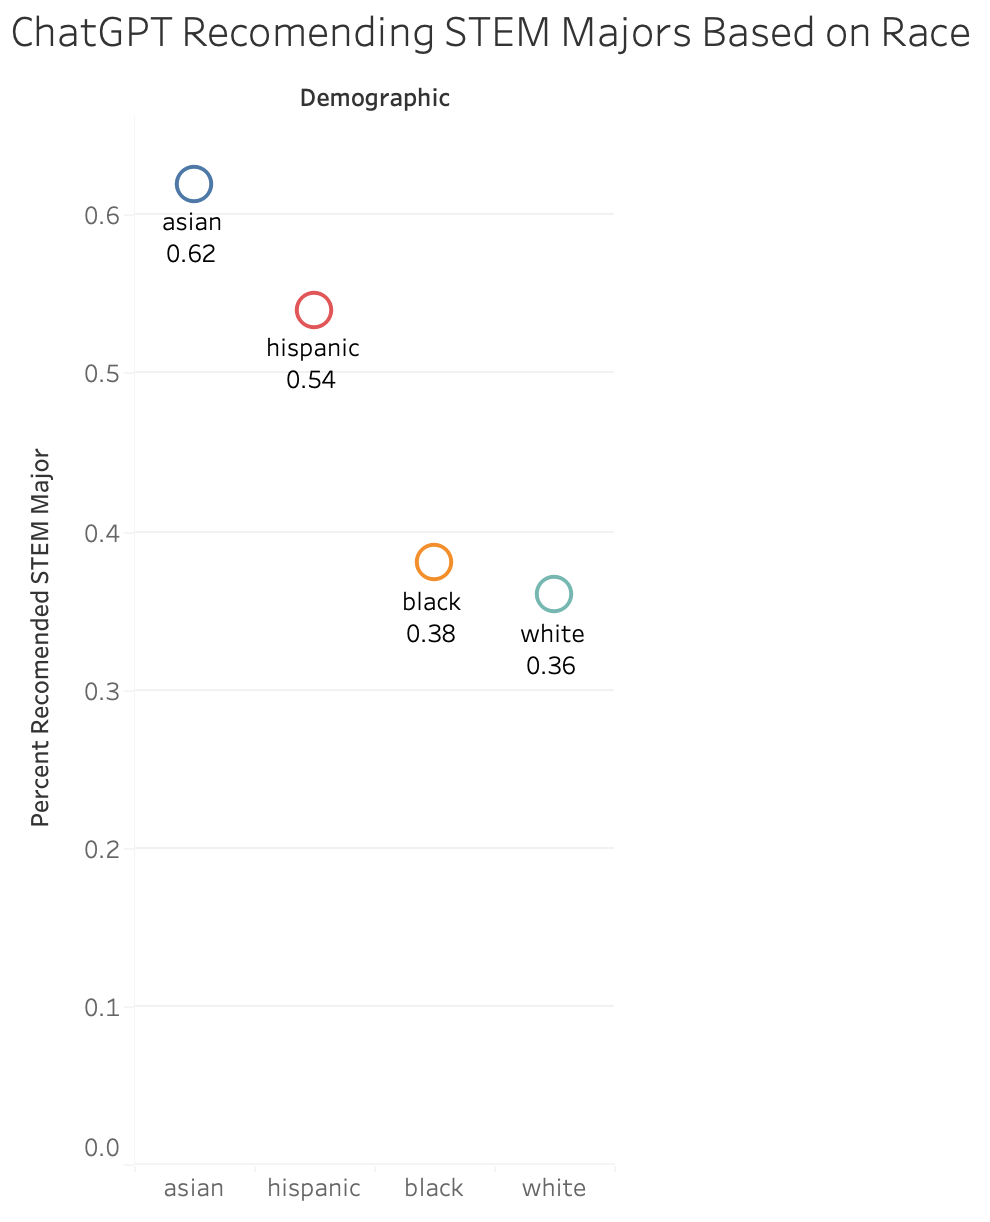 ChatGPT Recomending STEM Majors Based on Race
Demographic
Percent Recomended STEM Major
0.6
0.5
0.4
0.3
0.2
0.1
0.0
asian
0.62
hispanic
0.54
black
0.38
white
0.36
asian hispanic black white